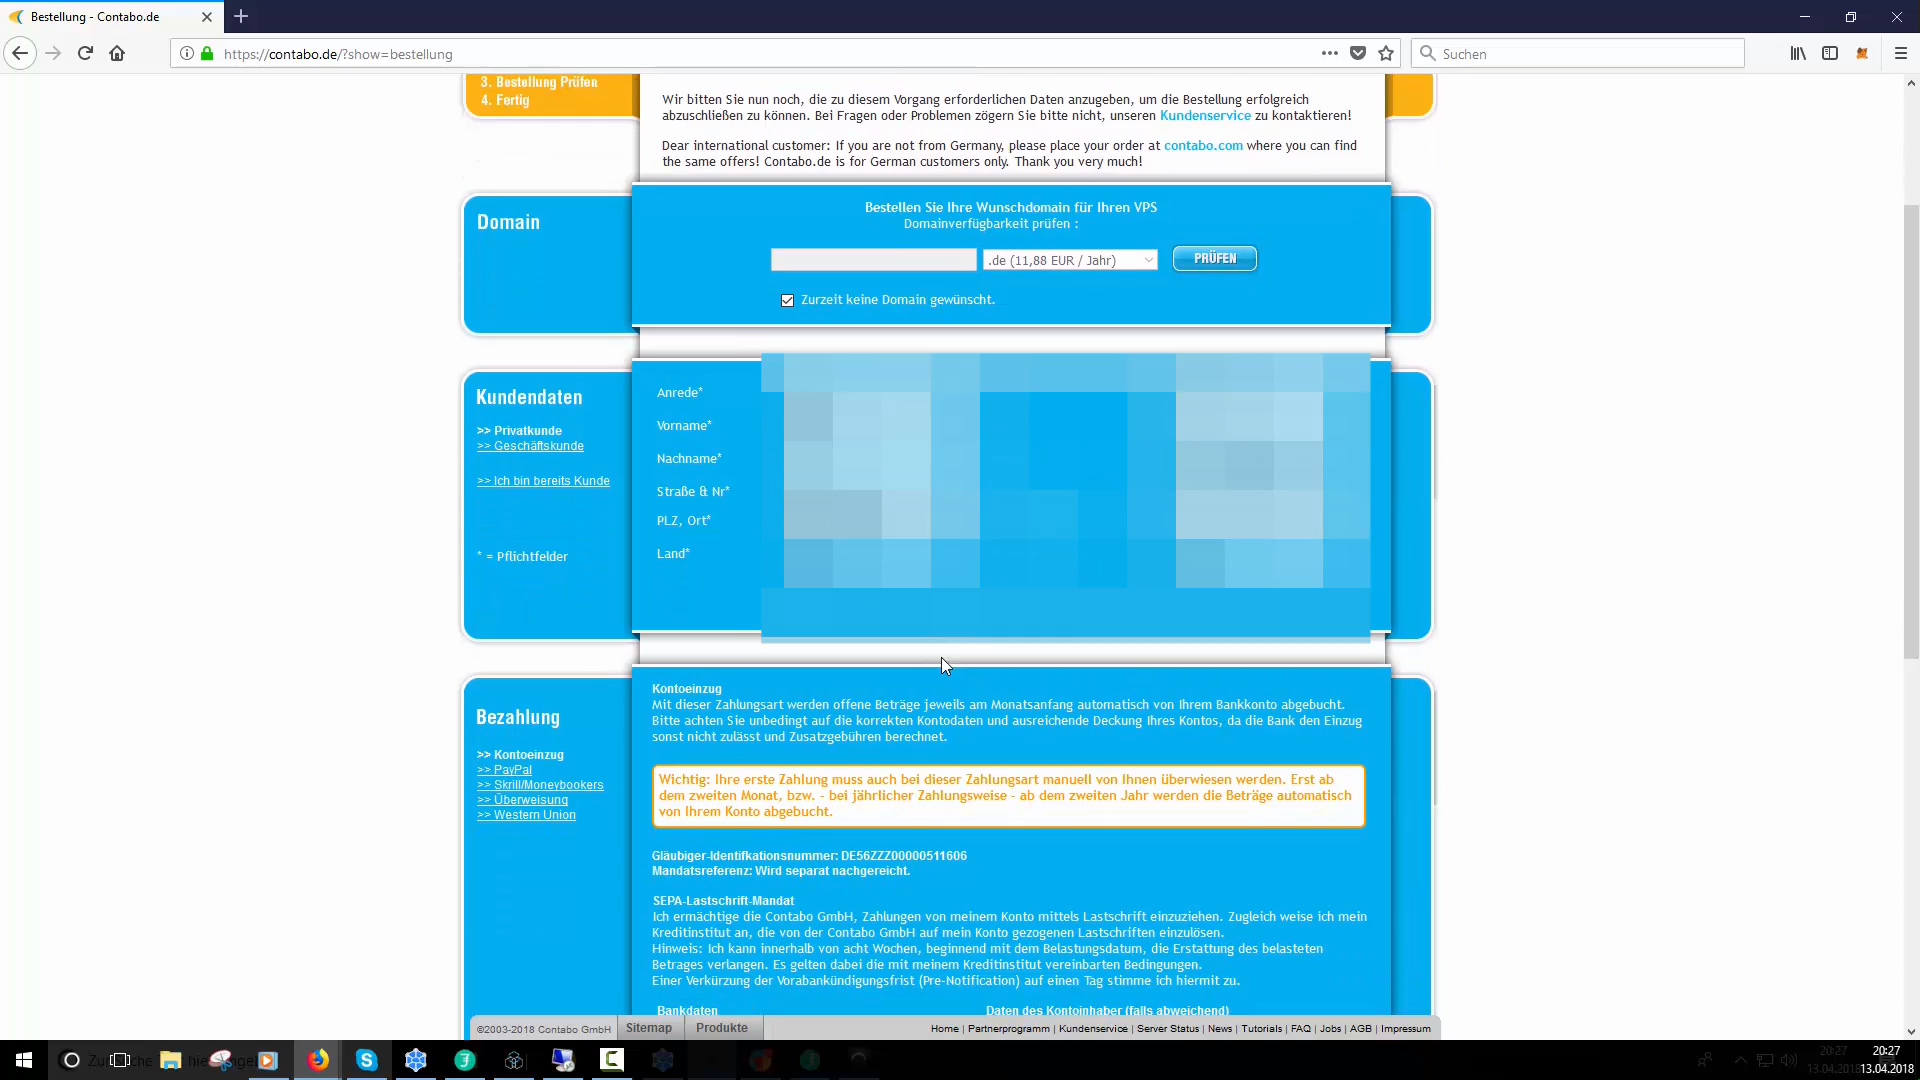 Bestellung - Contabo.de
https://contabo.de/?show=bestellung
Suchen
3. Bestellung Prüfen
4. Fertig
Wir bitten Sie nun noch, die zu diesem Vorgang erforderlichen Daten anzugeben, um die Bestellung erfolgreich
abzuschließen zu können. Bei Fragen oder Problemen zögern Sie bitte nicht, unseren Kundenservice zu kontaktieren!
Dear international customer: If you are not from Germany, please place your order at contabo.com where you can find
the same offers! Contabo.de is for German customers only. Thank you very much!
Domain
Bestellen Sie Ihre Wunschdomain für Ihren VPS
Domainverfügbarkeit prüfen :
.de (11,88 EUR / Jahr)
PRÜFEN
Zurzeit keine Domain gewünscht.
Kundendaten
>> Privatkunde
>> Geschäftskunde
>> Ich bin bereits Kunde
* = Pflichtfelder
Anrede*
Vorname*
Nachname*
Straße & Nr*
PLZ, Ort*
Land*
Bezahlung
>> Kontoeinzug
>> PayPal
>> Skrill/Moneybookers
>> Überweisung
>> Western Union
Kontoeinzug
Mit dieser Zahlungsart werden offene Beträge jeweils am Monatsanfang automatisch von Ihrem Bankkonto abgebucht.
Bitte achten Sie unbedingt auf die korrekten Kontodaten und ausreichende Deckung Ihres Kontos, da die Bank den Einzug
sonst nicht zulässt und Zusatzgebühren berechnet.
Wichtig: Ihre erste Zahlung muss auch bei dieser Zahlungsart manuell von Ihnen überwiesen werden. Erst ab
dem zweiten Monat, bzw. - bei jährlicher Zahlungsweise - ab dem zweiten Jahr werden die Beträge automatisch
von Ihrem Konto abgebucht.
Gläubiger-Identifkationsnummer: DE56ZZZ00000511606
Mandatsreferenz: Wird separat nachgereicht.
SEPA-Lastschrift-Mandat
Ich ermächtige die Contabo GmbH, Zahlungen von meinem Konto mittels Lastschrift einzuziehen. Zugleich weise ich mein
Kreditinstitut an, die von der Contabo GmbH auf mein Konto gezogenen Lastschriften einzulösen.
Hinweis: Ich kann innerhalb von acht Wochen, beginnend mit dem Belastungsdatum, die Erstattung des belasteten
Betrages verlangen. Es gelten dabei die mit meinem Kreditinstitut vereinbarten Bedingungen.
Einer Verkürzung der Vorabankündigungsfrist (Pre-Notification) auf einen Tag stimme ich hiermit zu.
Bankdaten
Daten des Kontoinhaber (falls abweichend)
©2003-2018 Contabo GmbH
Sitemap
Produkte
Home | Partnerprogramm | Kundenservice | Server Status | News | Tutorials | FAQ | Jobs | AGB | Impressum
20:27
13.04.2018